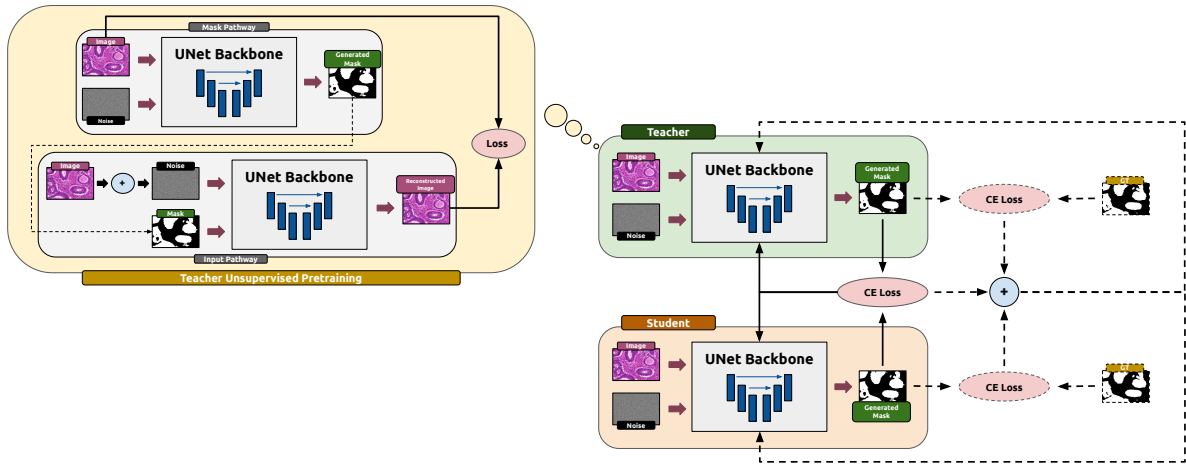 Mask Pathway
Image
UNet Backbone
Generated
Mask
Noise
Loss
Image
Noise
UNet Backbone
Reconstructed
Image
+
Mask
Input Pathway
Teacher Unsupervised Pretraining
Teacher
Image
UNet Backbone
Generated
Mask
Noise
CE Loss
GT
CE Loss
+
Student
Image
UNet Backbone
Generated
Mask
Noise
CE Loss
GT